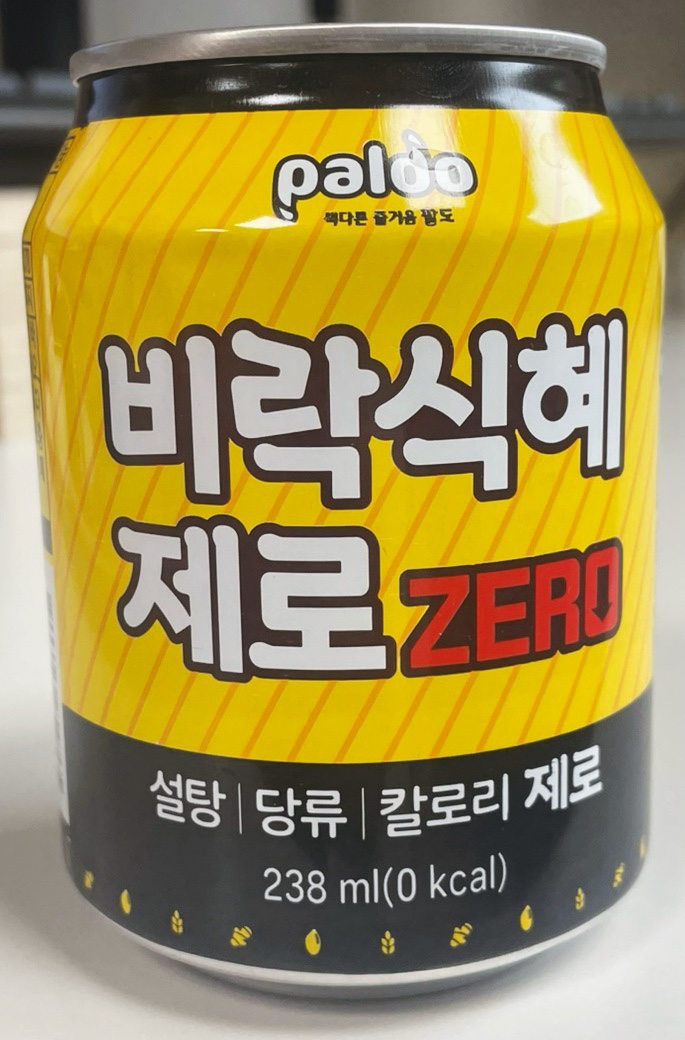 paldo
색다른 즐거움 팔도
비락식혜
제로 ZERO
설탕 | 당류 | 칼로리 제로
238 ml(0 kcal)